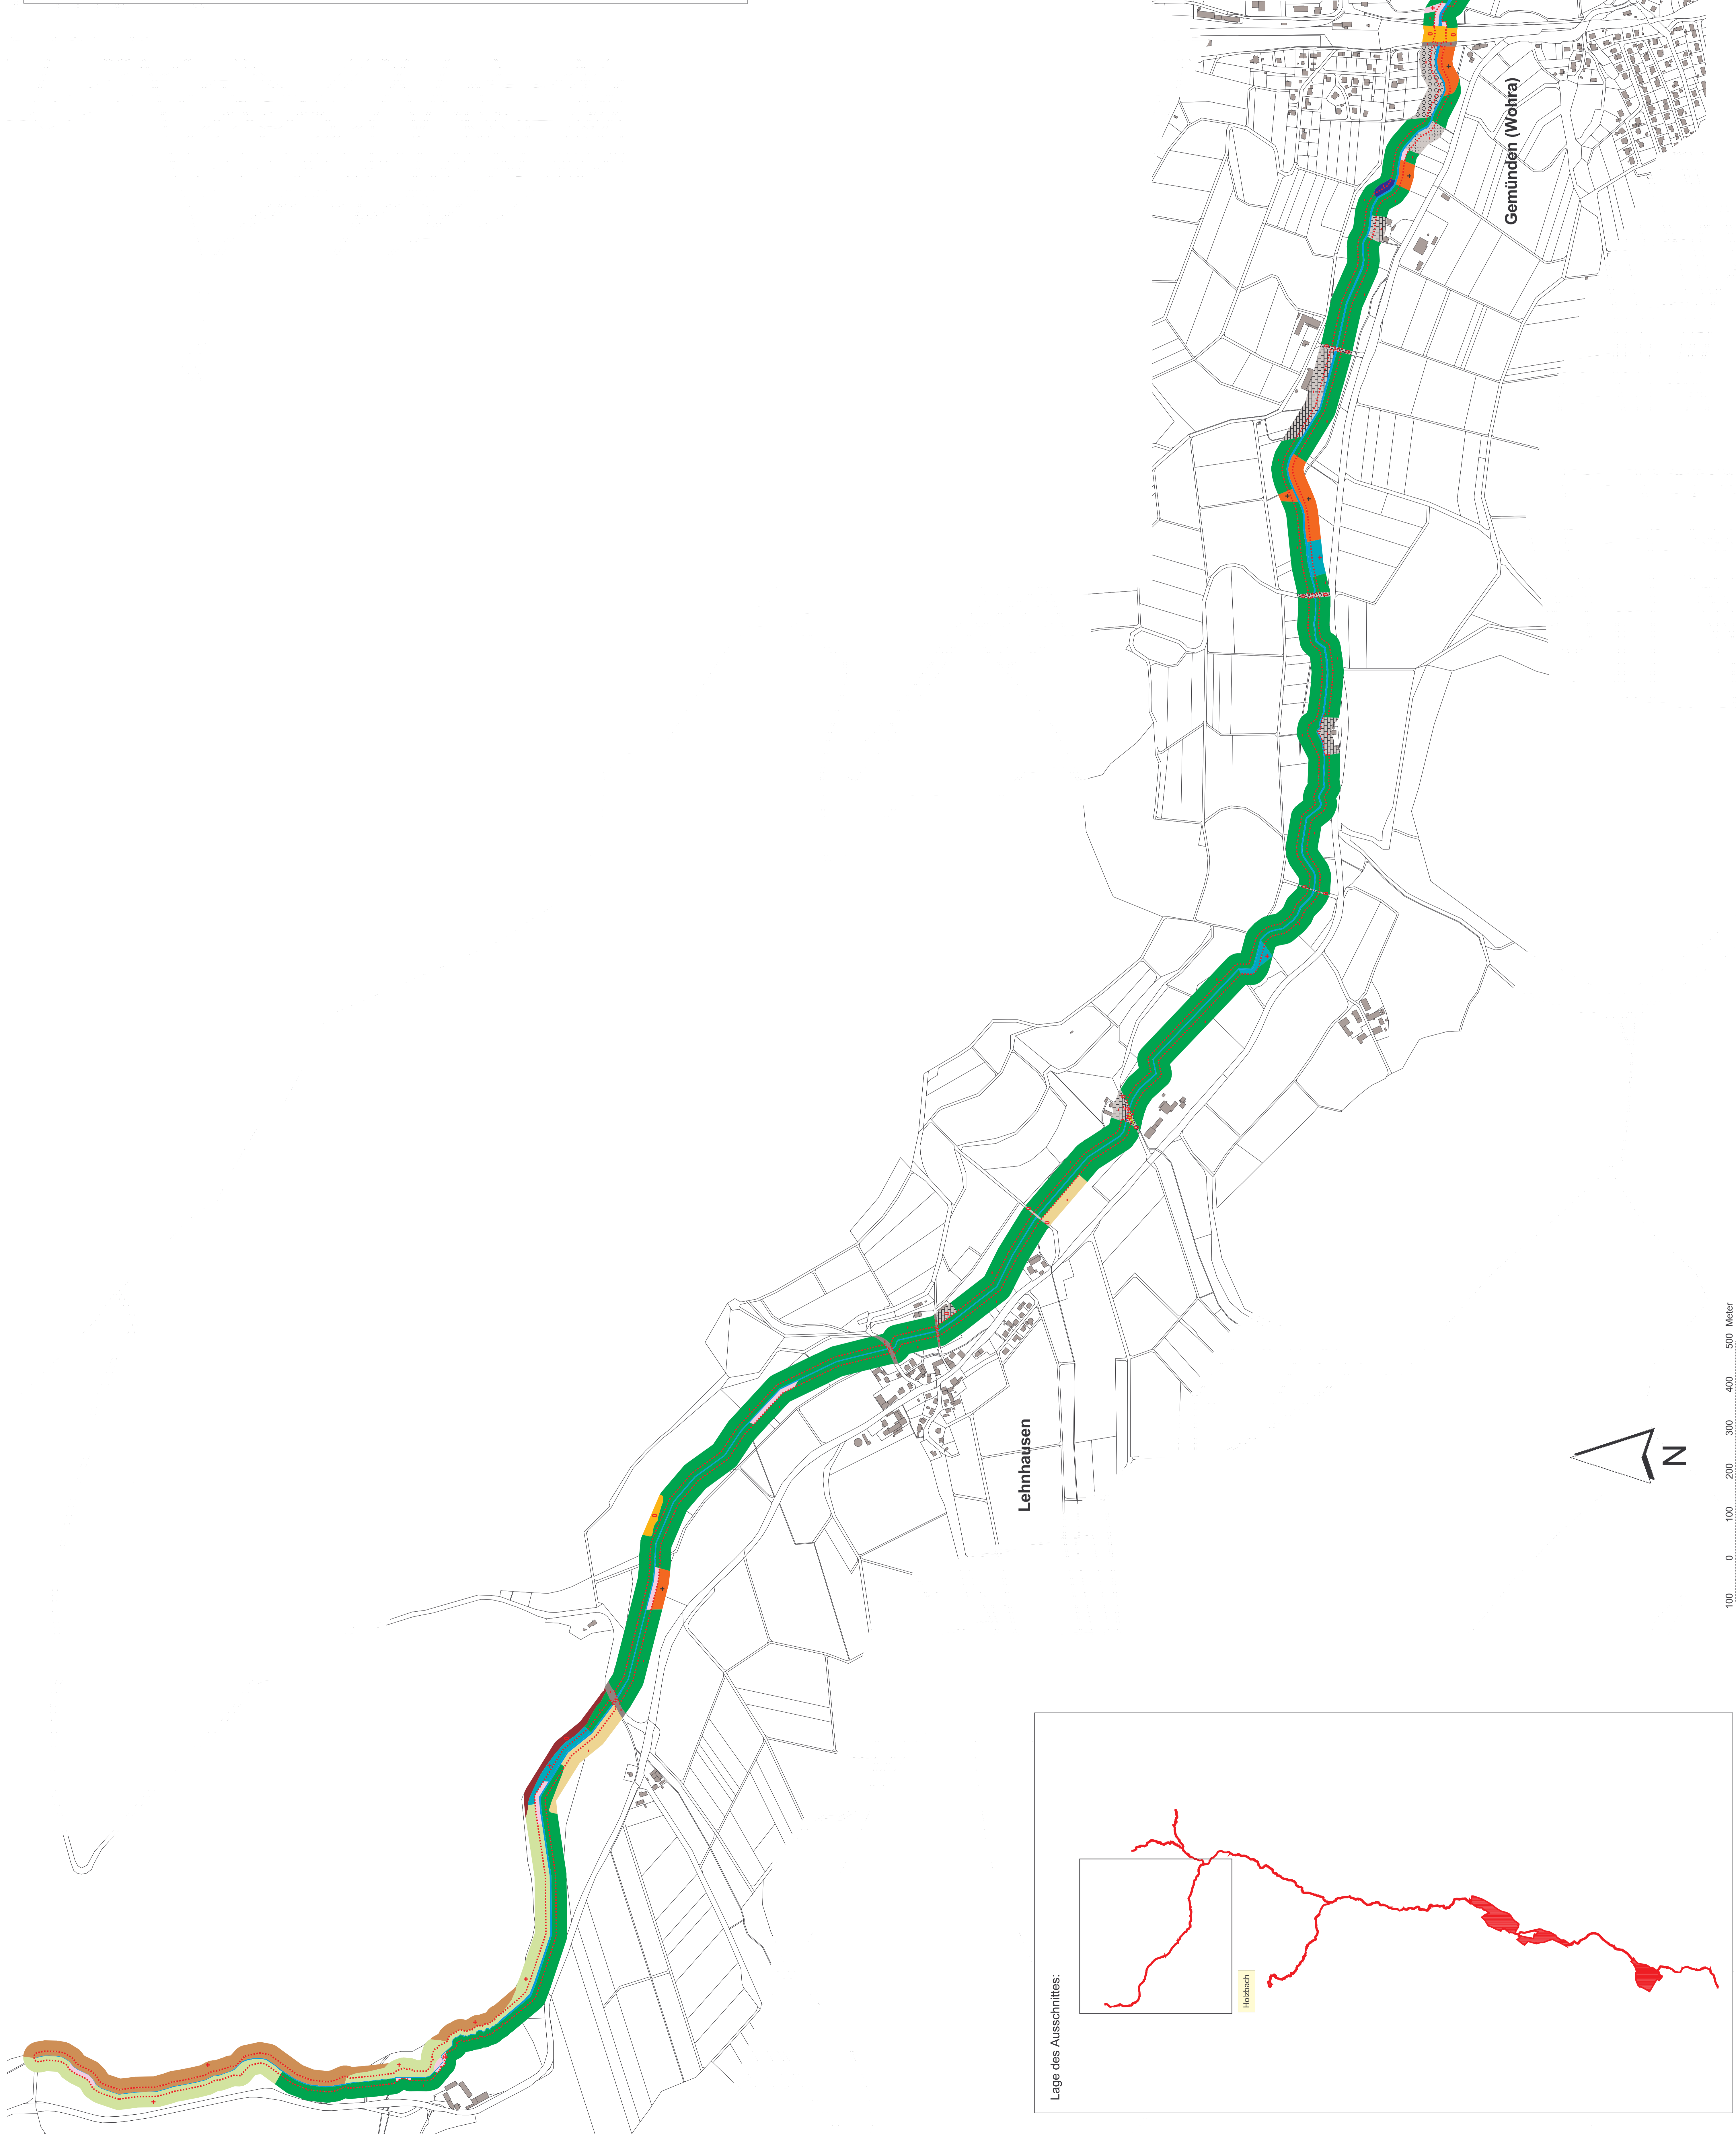 Gemünden (Wohra)
Lehnhausen
N
100 0 100 200 300 400 500 Meter
Lage des Ausschnittes:
Holzbach